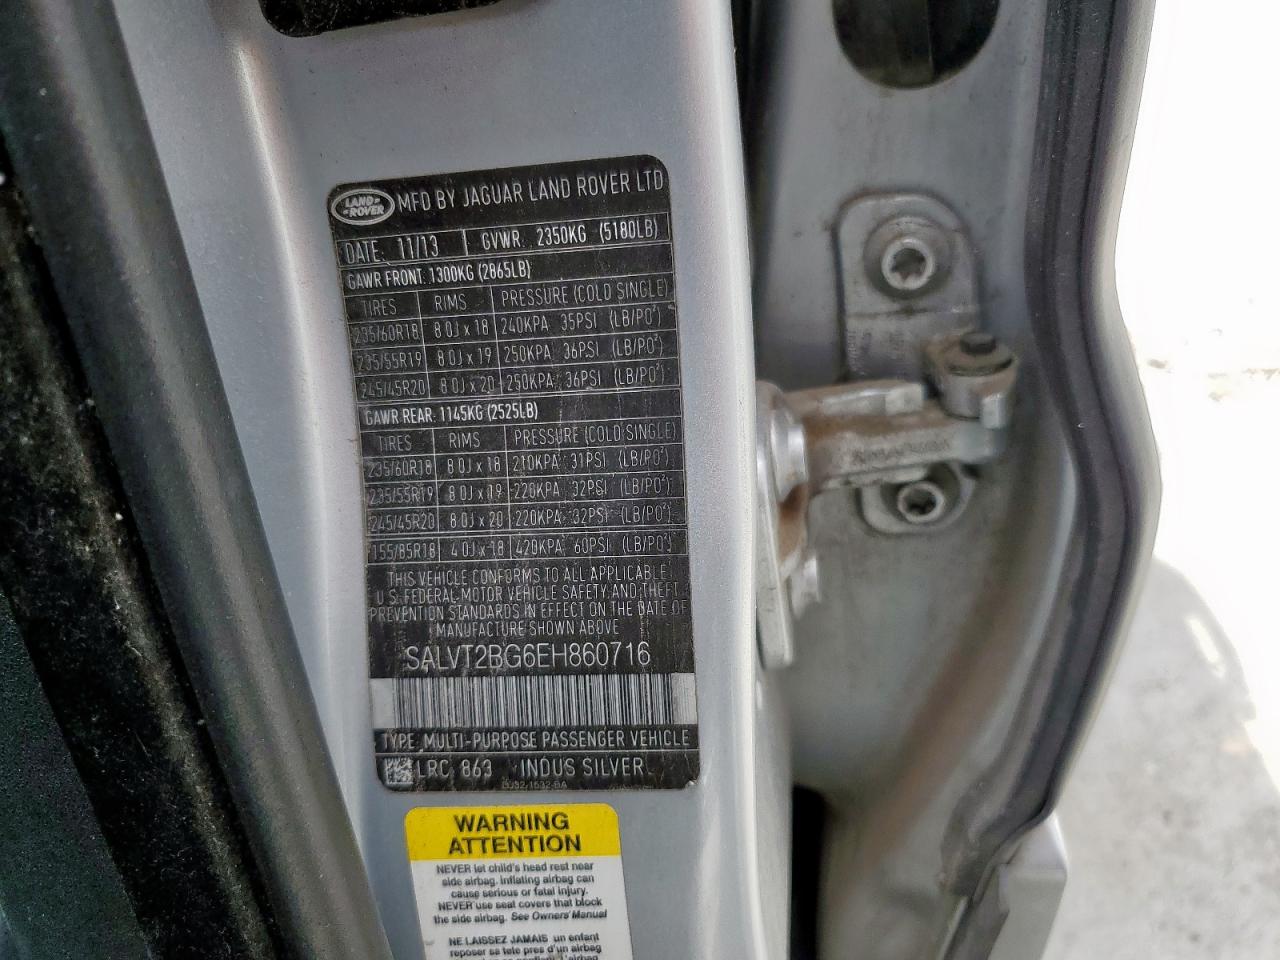 LAND-
-ROVER
MFD BY JAGUAR LAND ROVER LTD
DATE: 11/13 GVWR: 2350KG (5180LB)
GAWR FRONT: 1300KG (2865LB)
TIRES RIMS PRESSURE (COLD SINGLE)
235/60R18 8.0J x 18 240KPA: 35PSI (LB/PO²)
235/55R19 8.0J x 19 250KPA: 36PSI (LB/PO²)
245/45R20 8.0J x 20 250KPA: 36PSI (LB/PO²)
GAWR REAR: 1145KG (2525LB)
TIRES RIMS PRESSURE (COLD SINGLE)
235/60R18 8.0J x 18 210KPA: 31PSI (LB/PO²)
235/55R19 8.0J x 19 220KPA: 32PSI (LB/PO²)
245/45R20 8.0J x 20 220KPA: 32PSI (LB/PO²)
155/85R18 4.0J x 18 420KPA: 60PSI (LB/PO²)
THIS VEHICLE CONFORMS TO ALL APPLICABLE
U.S. FEDERAL MOTOR VEHICLE SAFETY AND THEFT
PREVENTION STANDARDS IN EFFECT ON THE DATE OF
MANUFACTURE SHOWN ABOVE
SALVT2BG6EH860716
TYPE: MULTI-PURPOSE PASSENGER VEHICLE
LRC 863 INDUS SILVER
WARNING
ATTENTION
NEVER let child's head rest near
side airbag. Inflating airbag can
cause serious or fatal injury.
NEVER use seat covers that block
the side airbag. See Owners' Manual
NE LAISSEZ JAMAIS un enfant
reposer sa tete pres d'un airbag